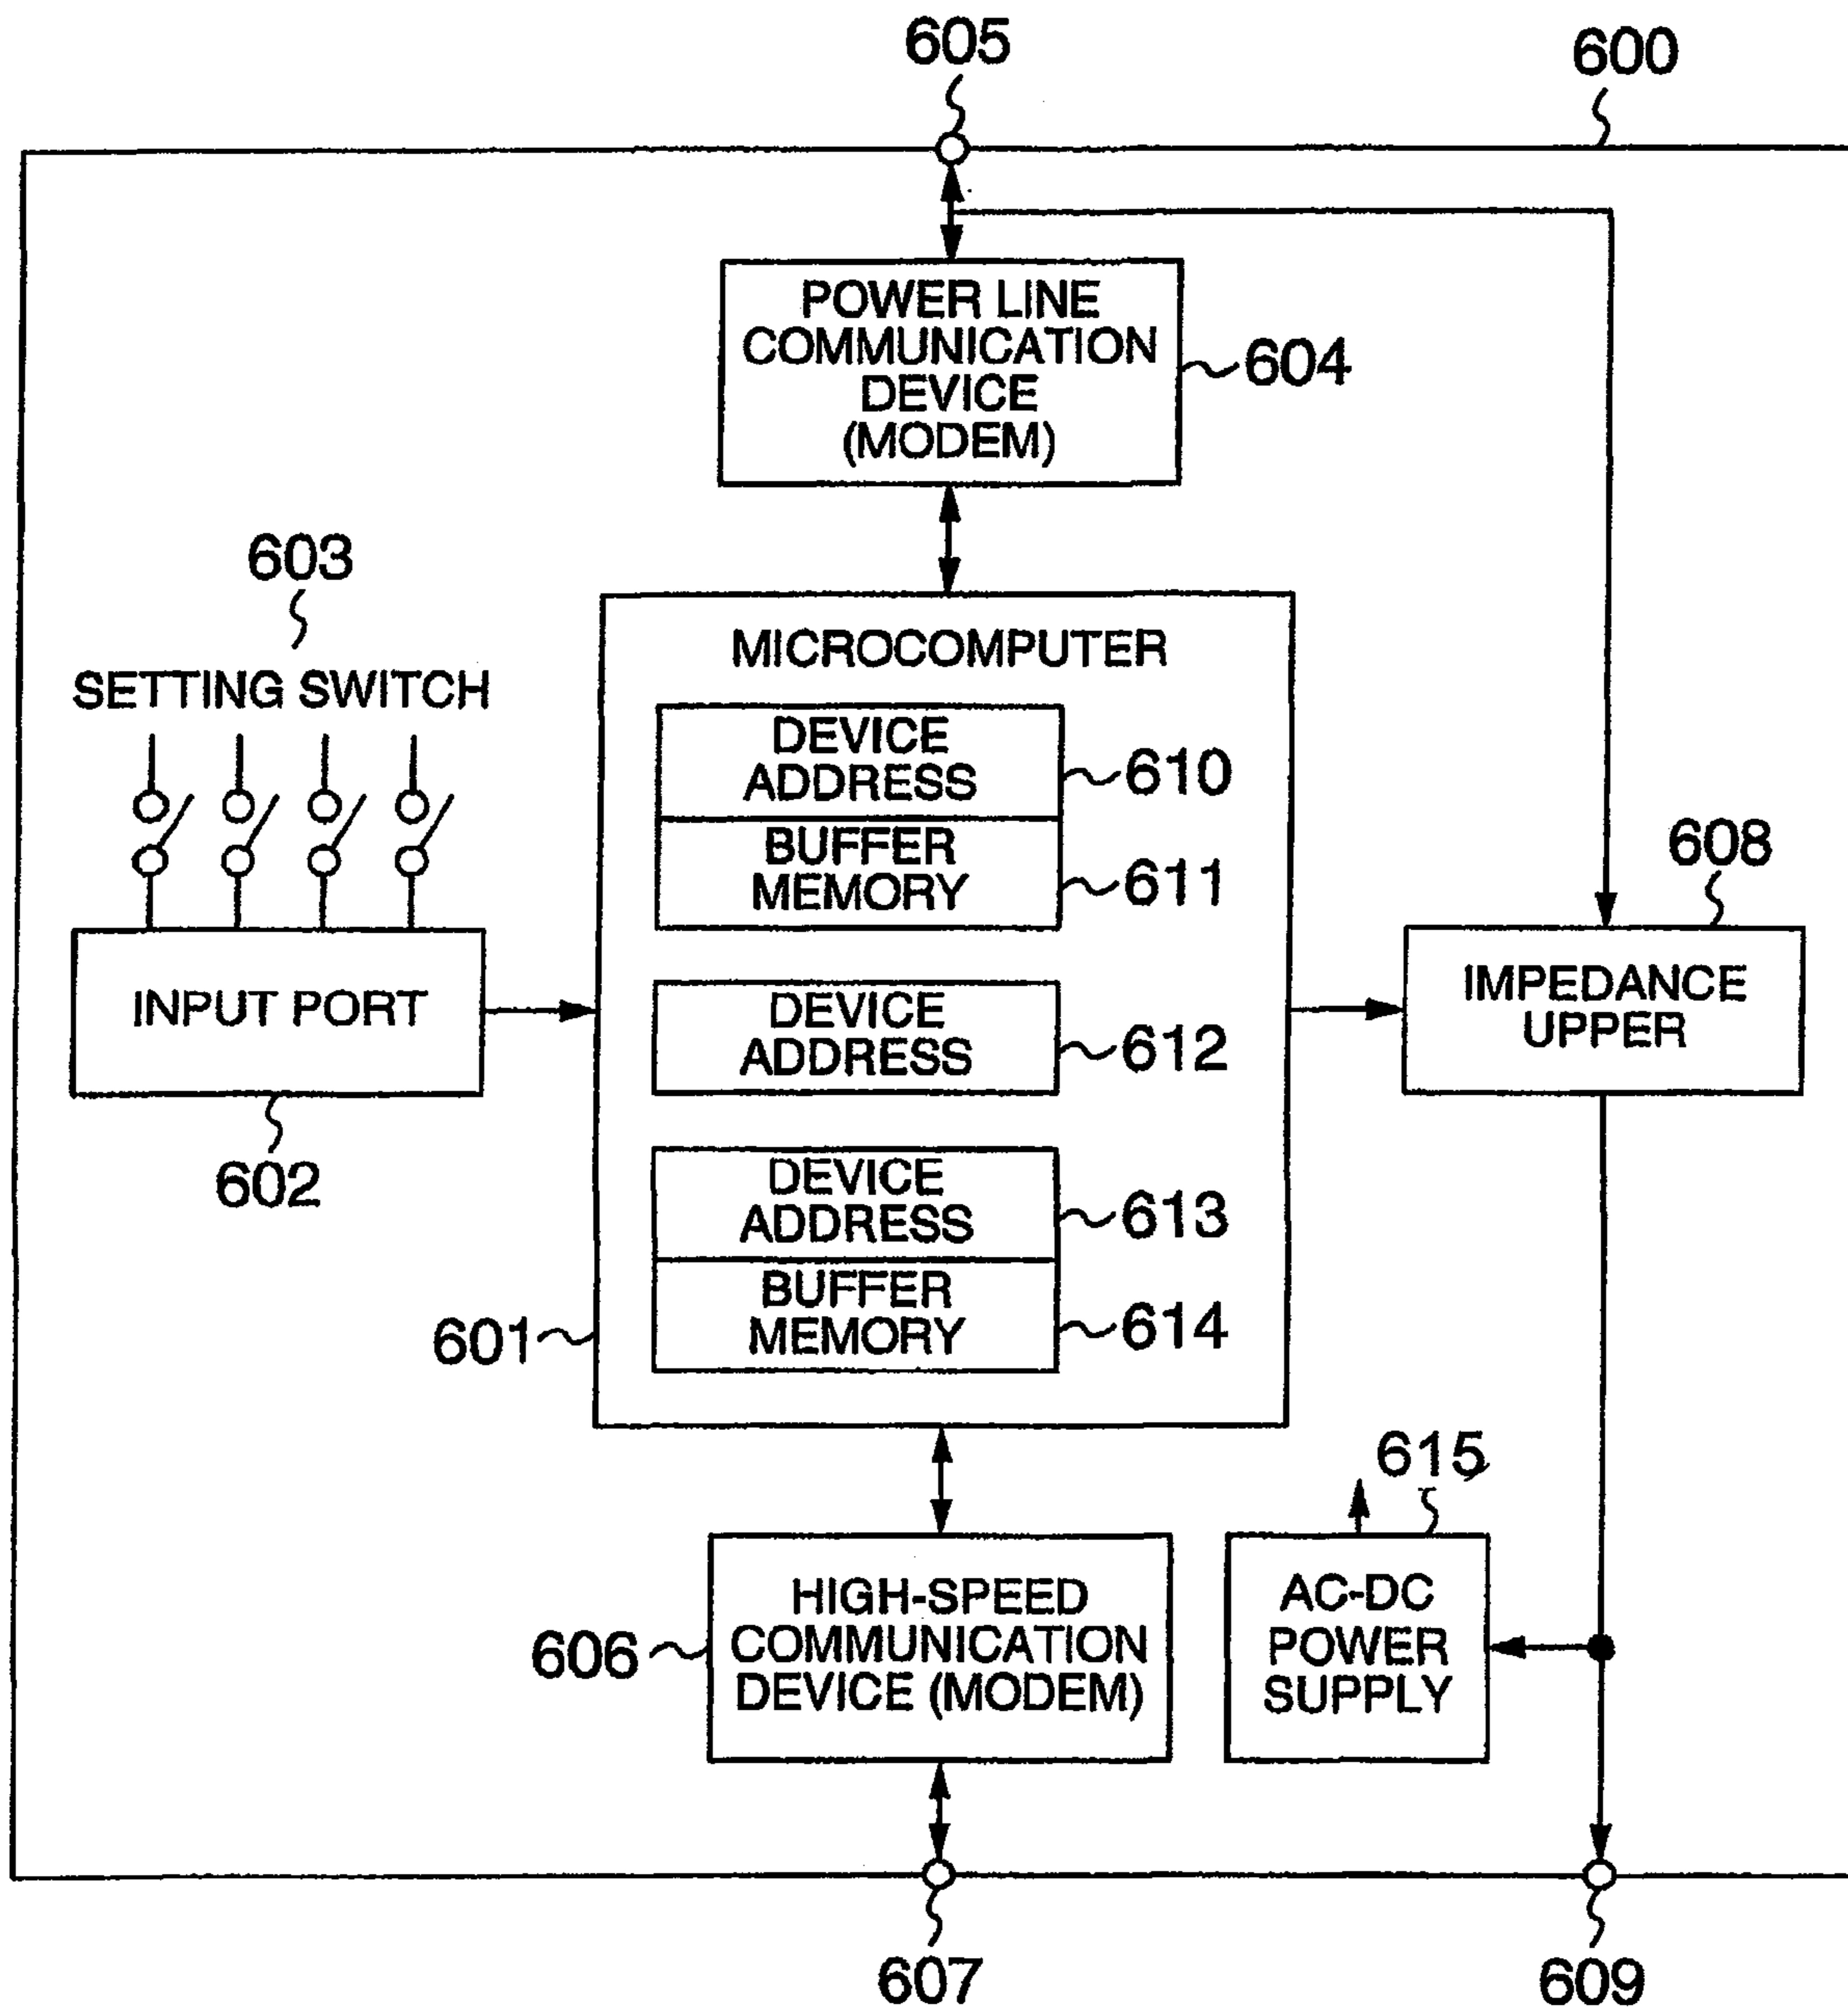 605
600
POWER LINE
COMMUNICATION
DEVICE
(MODEM)
604
603
SETTING SWITCH
INPUT PORT
602
MICROCOMPUTER
DEVICE
ADDRESS
610
BUFFER
MEMORY
611
DEVICE
ADDRESS
612
DEVICE
ADDRESS
613
BUFFER
MEMORY
614
601
608
IMPEDANCE
UPPER
615
AC-DC
POWER
SUPPLY
HIGH-SPEED
COMMUNICATION
DEVICE (MODEM)
606
607
609